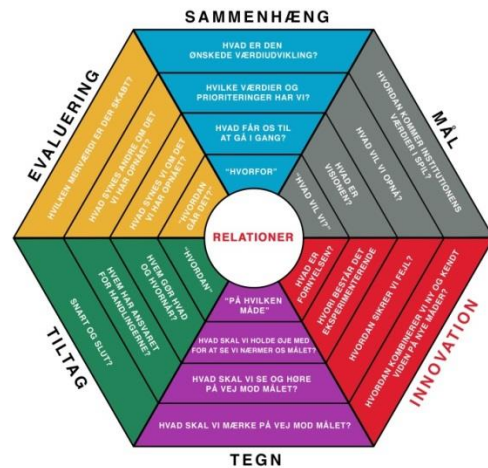 SAMMENHÆNG
HVAD ER DEN
ØNSKEDE VÆRDIUDVIKLING?
HVILKE VÆRDIER OG
PRIORITERINGER HAR VI?
HVAD FÅR OS TIL
AT GÅ I GANG?
"HVORFOR"
MÅL
HVORDAN KOMMER INSTITUTIONENS
VÆRDIER I SPIL?
HVAD VIL VI OPNÅ?
HVAD ER
VISIONEN?
"HVAD VIL VI?"
INNOVATION
HVAD ER
FORNYELSEN?
HVORI BESTÅR DET
EKSPERIMENTERENDE
HVORDAN SIKRER VI FEJL?
HVORDAN KOMBINERER VI NY OG KENDT
VIDEN PÅ NYE MÅDER?
TEGN
"PÅ HVILKEN
MÅDE"
HVAD SKAL VI HOLDE ØJE MED
FOR AT SE VI NÆRMER OS MÅLET?
HVAD SKAL VI SE OG HØRE
PÅ VEJ MOD MÅLET?
HVAD SKAL VI MÆRKE PÅ VEJ MOD MÅLET?
TILTAG
"HVORDAN"
HVEM GØR HVAD
OG HVORNÅR?
HVEM HAR ANSVARET
FOR HANDLINGERNE?
SNART OG SLUT?
EVALUERING
HVILKEN MERVÆRDI ER DER SKABT?
HVAD SYNES ANDRE OM DET
VI HAR OPNÅET?
HVAD SYNES VI OM DET
VI HAR OPNÅET?
"HVORDAN
GÅR DET?"
RELATIONER